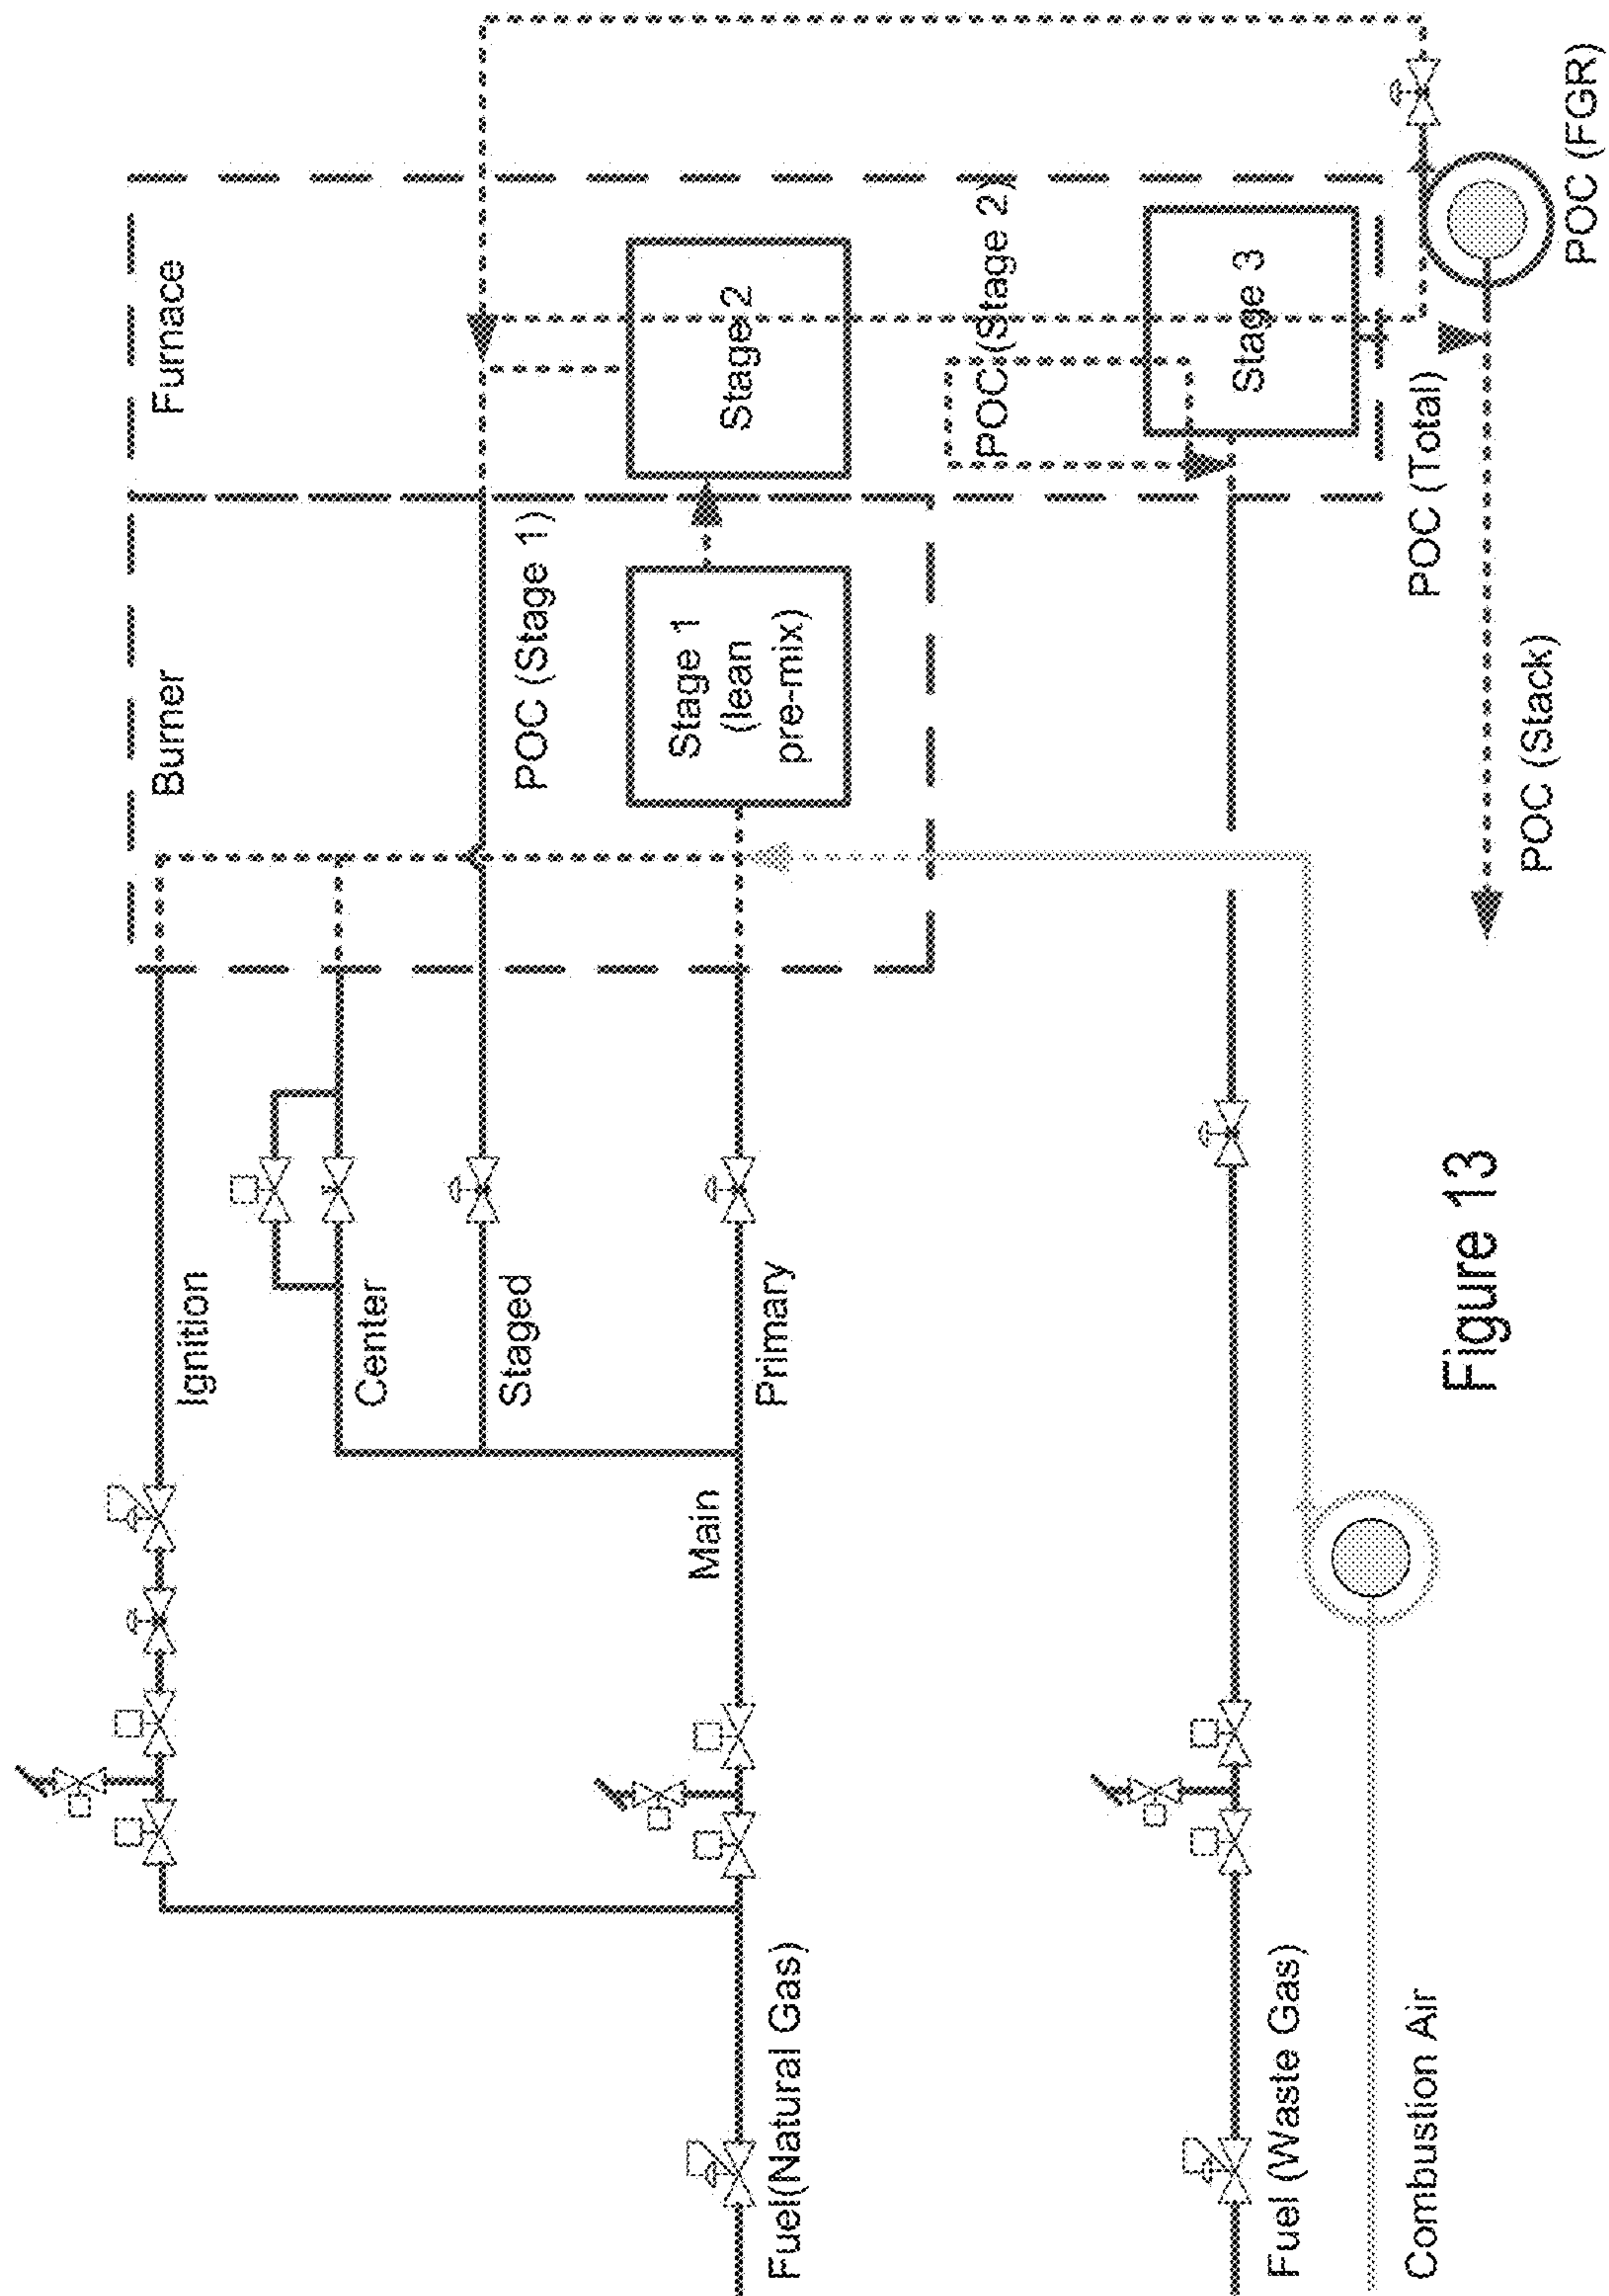 Burner
Furnace
Ignition
Center
Staged
POC (Stage 1)
Main
Stage 1
(lean
pre-mix)
Stage 2
Primary
Fuel(Natural Gas)
POC (Stage 2)
Stage 3
Fuel (Waste Gas)
Combustion Air
POC (Total)
POC (Stack)
POC (FGR)
Figure 13